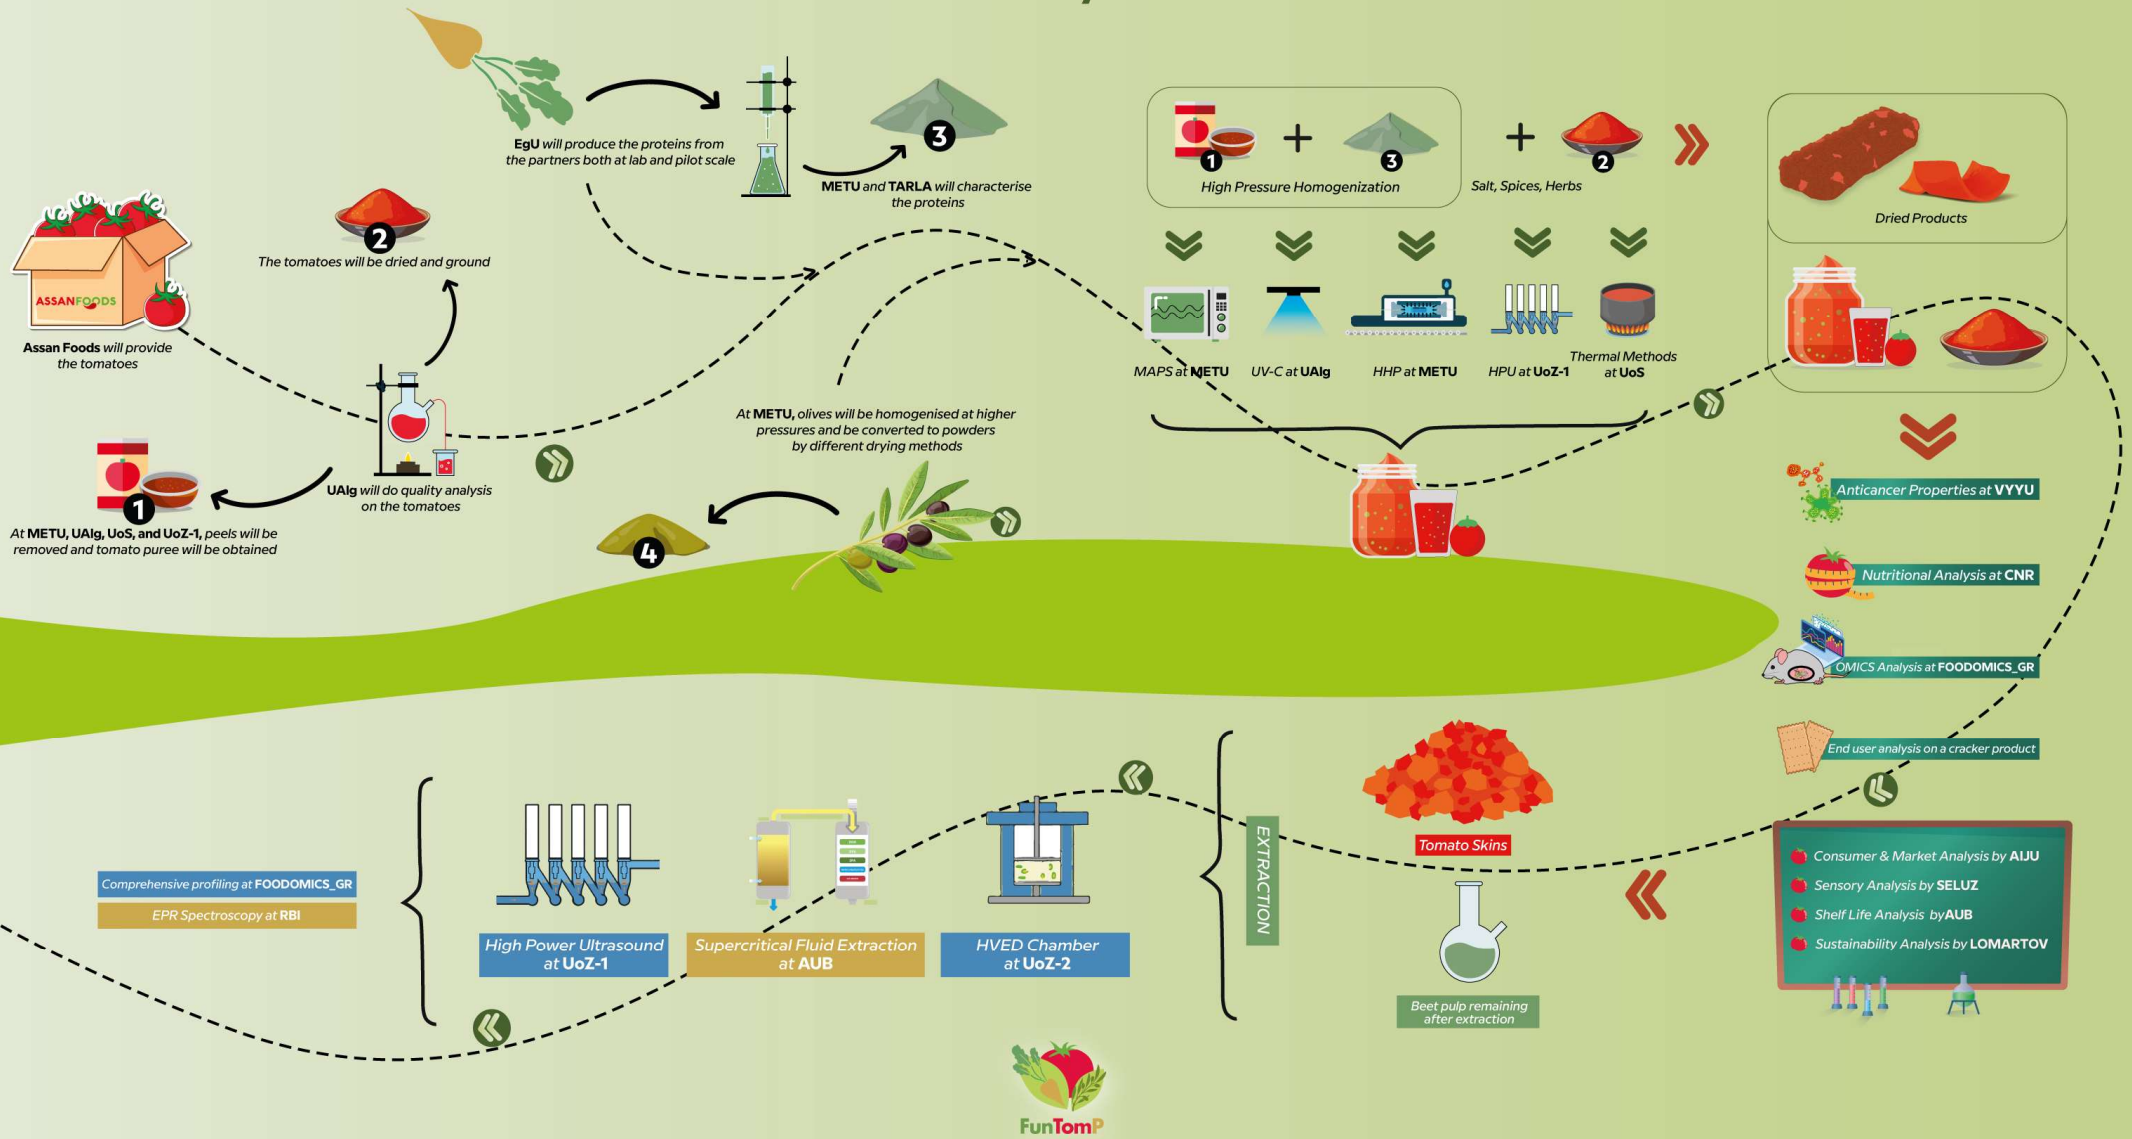 EgU will produce the proteins from
the partners both at lab and pilot scale
3
METU and TARLA will characterise
the proteins
ASSANFOODS
Assan Foods will provide
the tomatoes
2
The tomatoes will be dried and ground
UAlg will do quality analysis
on the tomatoes
1
At METU, UAlg, UoS, and UoZ-1, peels will be
removed and tomato puree will be obtained
At METU, olives will be homogenised at higher
pressures and be converted to powders
by different drying methods
4
1
+
3
High Pressure Homogenization
+
2
Salt, Spices, Herbs
Dried Products
MAPS at METU
UV-C at UAlg
HHP at METU
HPU at UoZ-1
Thermal Methods
at UoS
Anticancer Properties at VYYU
Nutritional Analysis at CNR
OMICS Analysis at FOODOMICS_GR
End user analysis on a cracker product
Consumer & Market Analysis by AIJU
Sensory Analysis by SELUZ
Shelf Life Analysis byAUB
Sustainability Analysis by LOMARTOV
Tomato Skins
Beet pulp remaining
after extraction
EXTRACTION
HVED Chamber
at UoZ-2
Supercritical Fluid Extraction
at AUB
High Power Ultrasound
at UoZ-1
Comprehensive profiling at FOODOMICS_GR
EPR Spectroscopy at RBI
FunTomP